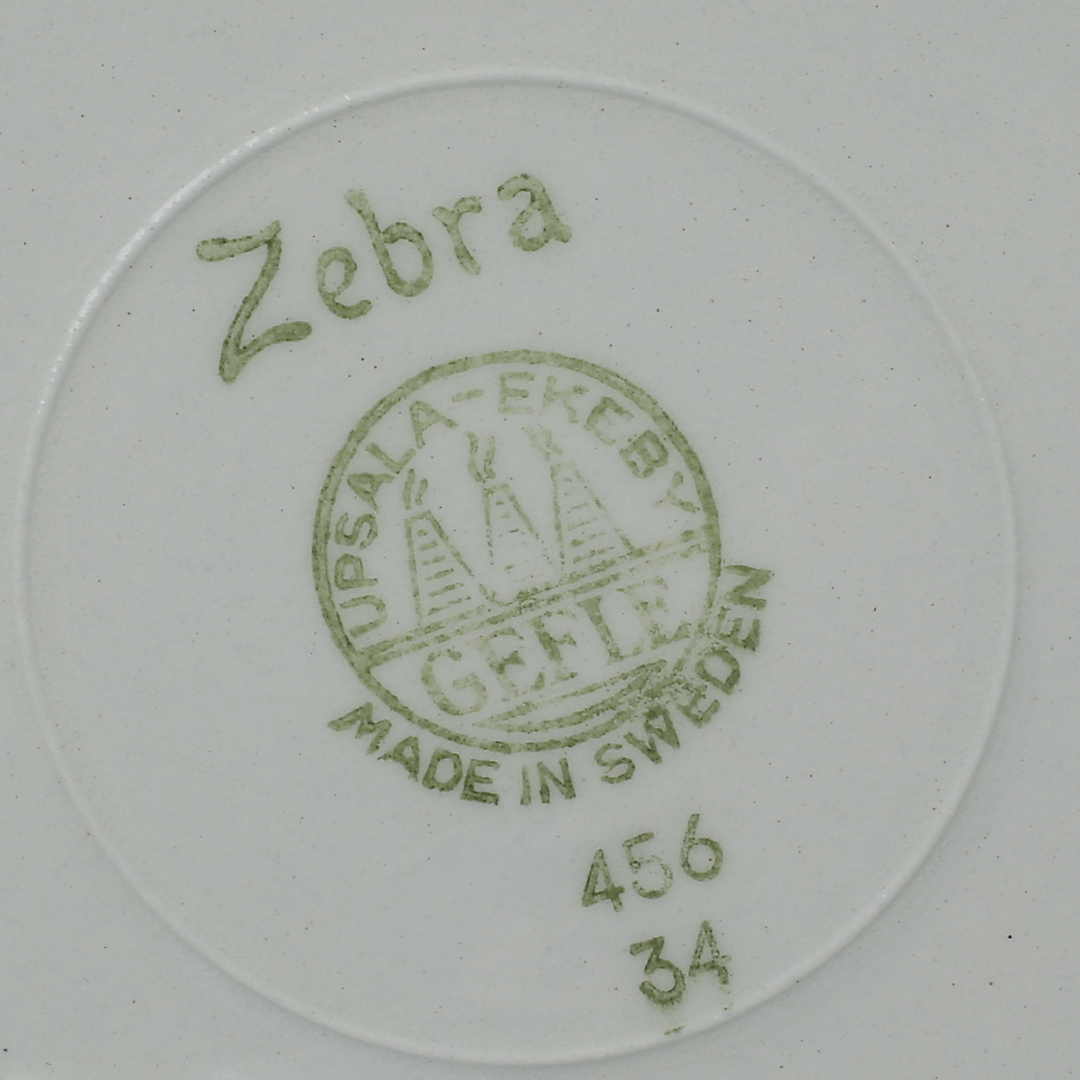 Zebra
UPSALA-EKEBY
GEFLE
MADE IN SWEDEN
456
34